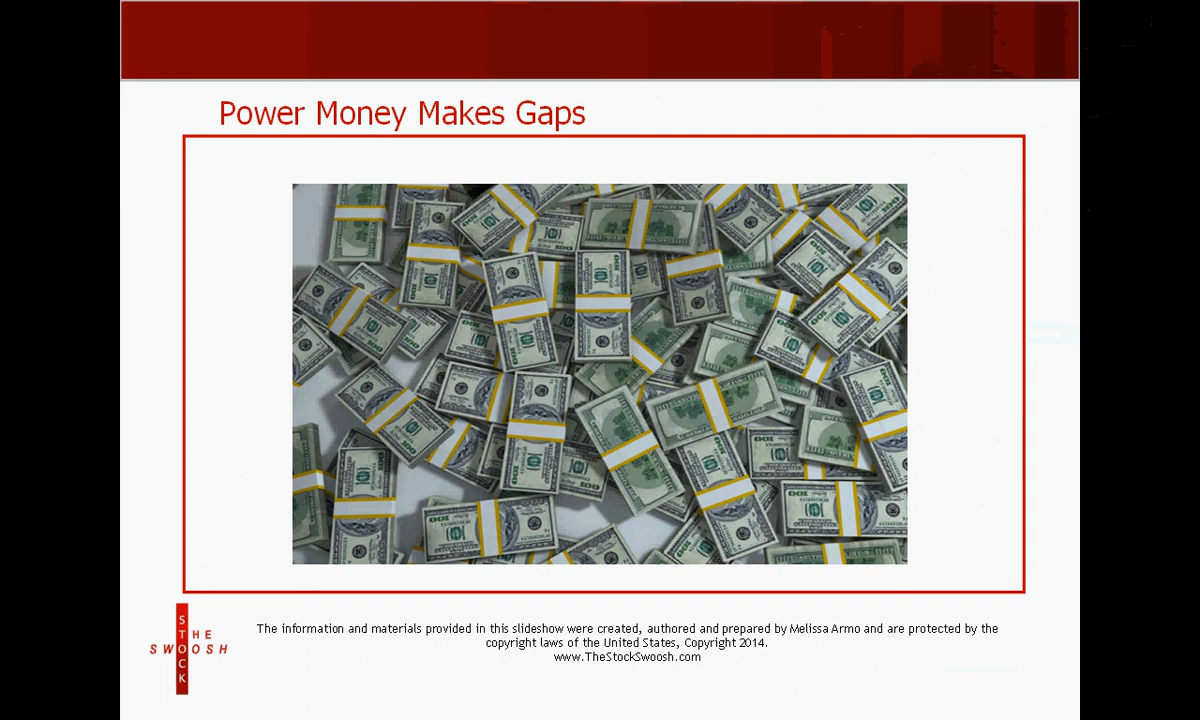 Power Money Makes Gaps
The information and materials provided in this slideshow were created, authored and prepared by Melissa Armo and are protected by the
copyright laws of the United States, Copyright 2014.
www.TheStockSwoosh.com
THE
STOCK
SWOOSH